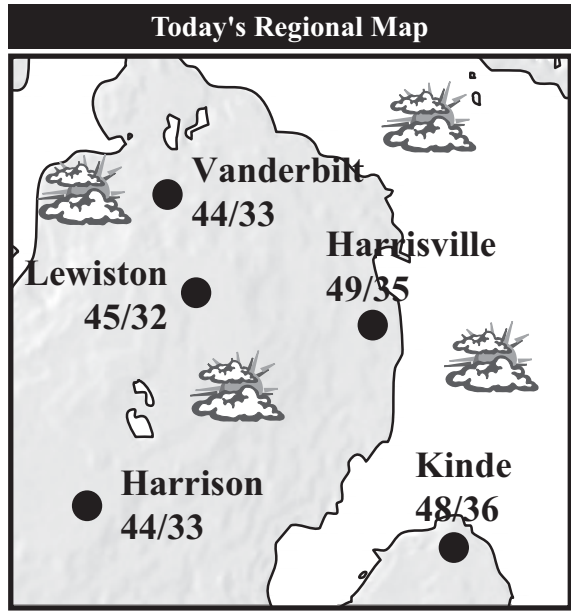 Today's Regional Map
Vanderbilt
44/33
Harrisville
49/35
Lewiston
45/32
Kinde
48/36
Harrison
44/33